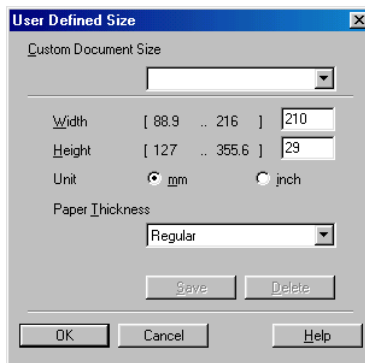 User Defined Size
Custom Document Size
Width [ 88.9 .. 216 ] 210
Height [ 127 .. 355.6 ] 29
Unit mm inch
Paper Thickness
Regular
Save Delete
OK Cancel Help